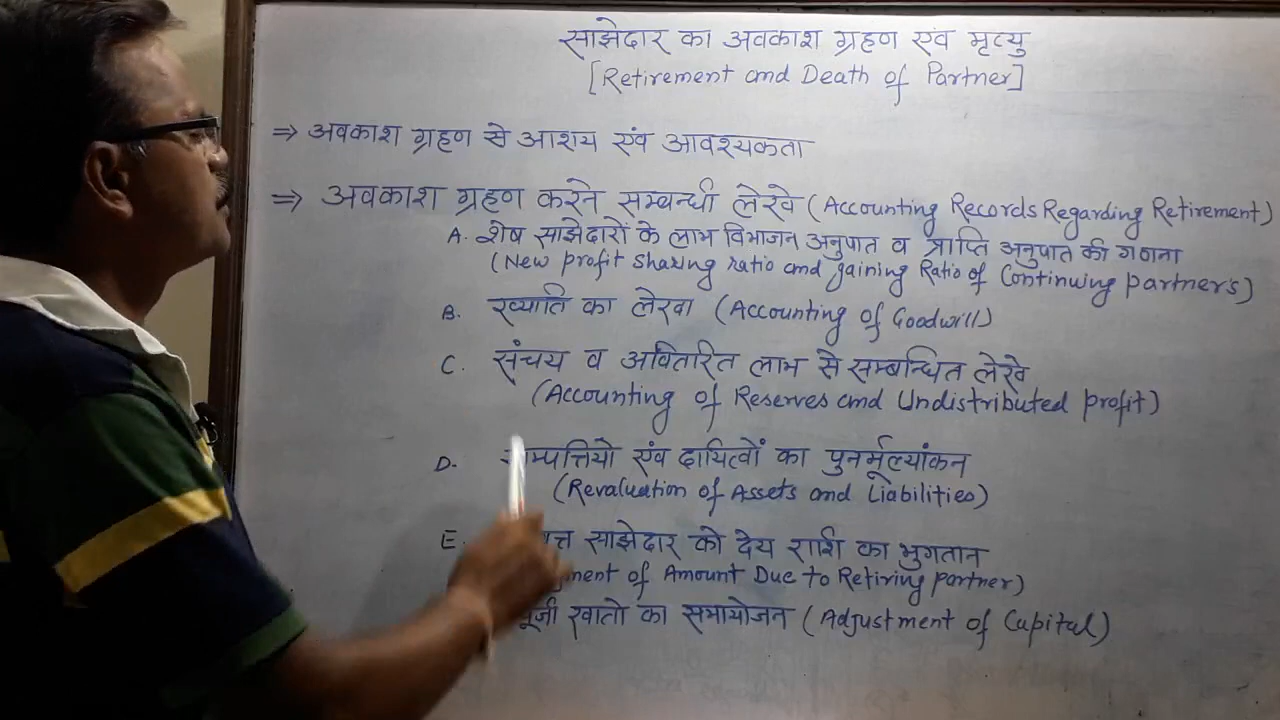 साझेदार का अवकाश ग्रहण एवं मृत्यु
[Retirement and Death of Partner]
⇒ अवकाश ग्रहण से आशय एंव आवश्यकता
⇒ अवकाश ग्रहण करने सम्बन्धी लेखे (Accounting Records Regarding Retirement)
A. शेष साझेदारों के लाभ विभाजन अनुपात व प्राप्ति अनुपात की गणना
(New profit sharing ratio and gaining Ratio of Continuing partners)
B. ख्याति का लेखा (Accounting of Goodwill)
C. संचय व अवितरित लाभ से सम्बन्धित लेखे
(Accounting of Reserves and Undistributed profit)
D. सम्पत्तियो एंव दायित्वों का पुनर्मूल्यांकन
(Revaluation of Assets and Liabilities)
E. साझेदार को देय राशि का भुगतान
of Amount Due to Retiring partner)
खातो का समायोजन (Adjustment of Capital)